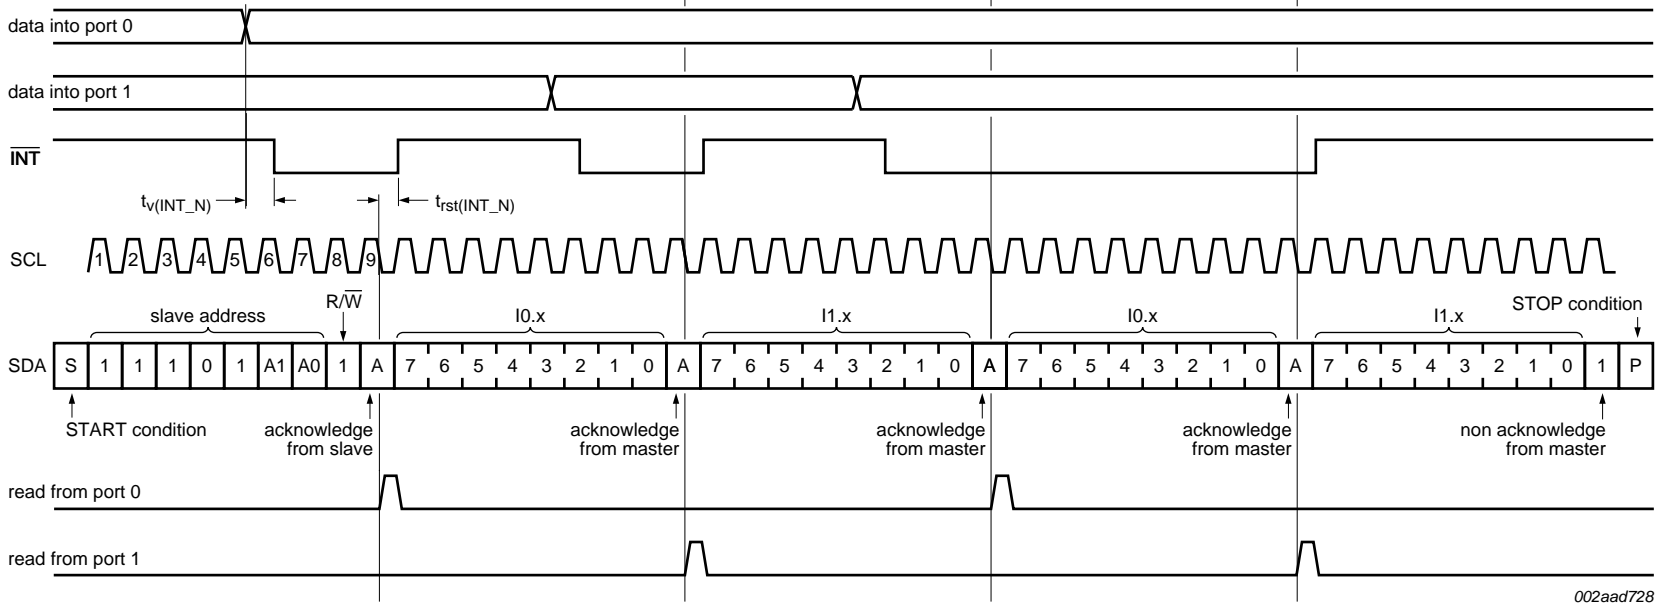 data into port 0
data into port 1
INT
tv(INT_N) trst(INT_N)
SCL 1 2 3 4 5 6 7 8 9
R/W
STOP condition
slave address I0.x I1.x I0.x I1.x
SDA S 1 1 1 0 1 A1 A0 1 A 7 6 5 4 3 2 1 0 A 7 6 5 4 3 2 1 0 A 7 6 5 4 3 2 1 0 A 7 6 5 4 3 2 1 0 1 P
START condition acknowledge acknowledge acknowledge acknowledge non acknowledge
from slave from master from master from master from master
read from port 0
read from port 1
002aad728